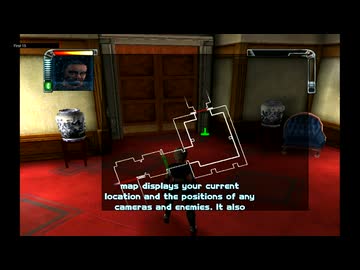 map displays your current
location and the positions of any
cameras and enemies. It also